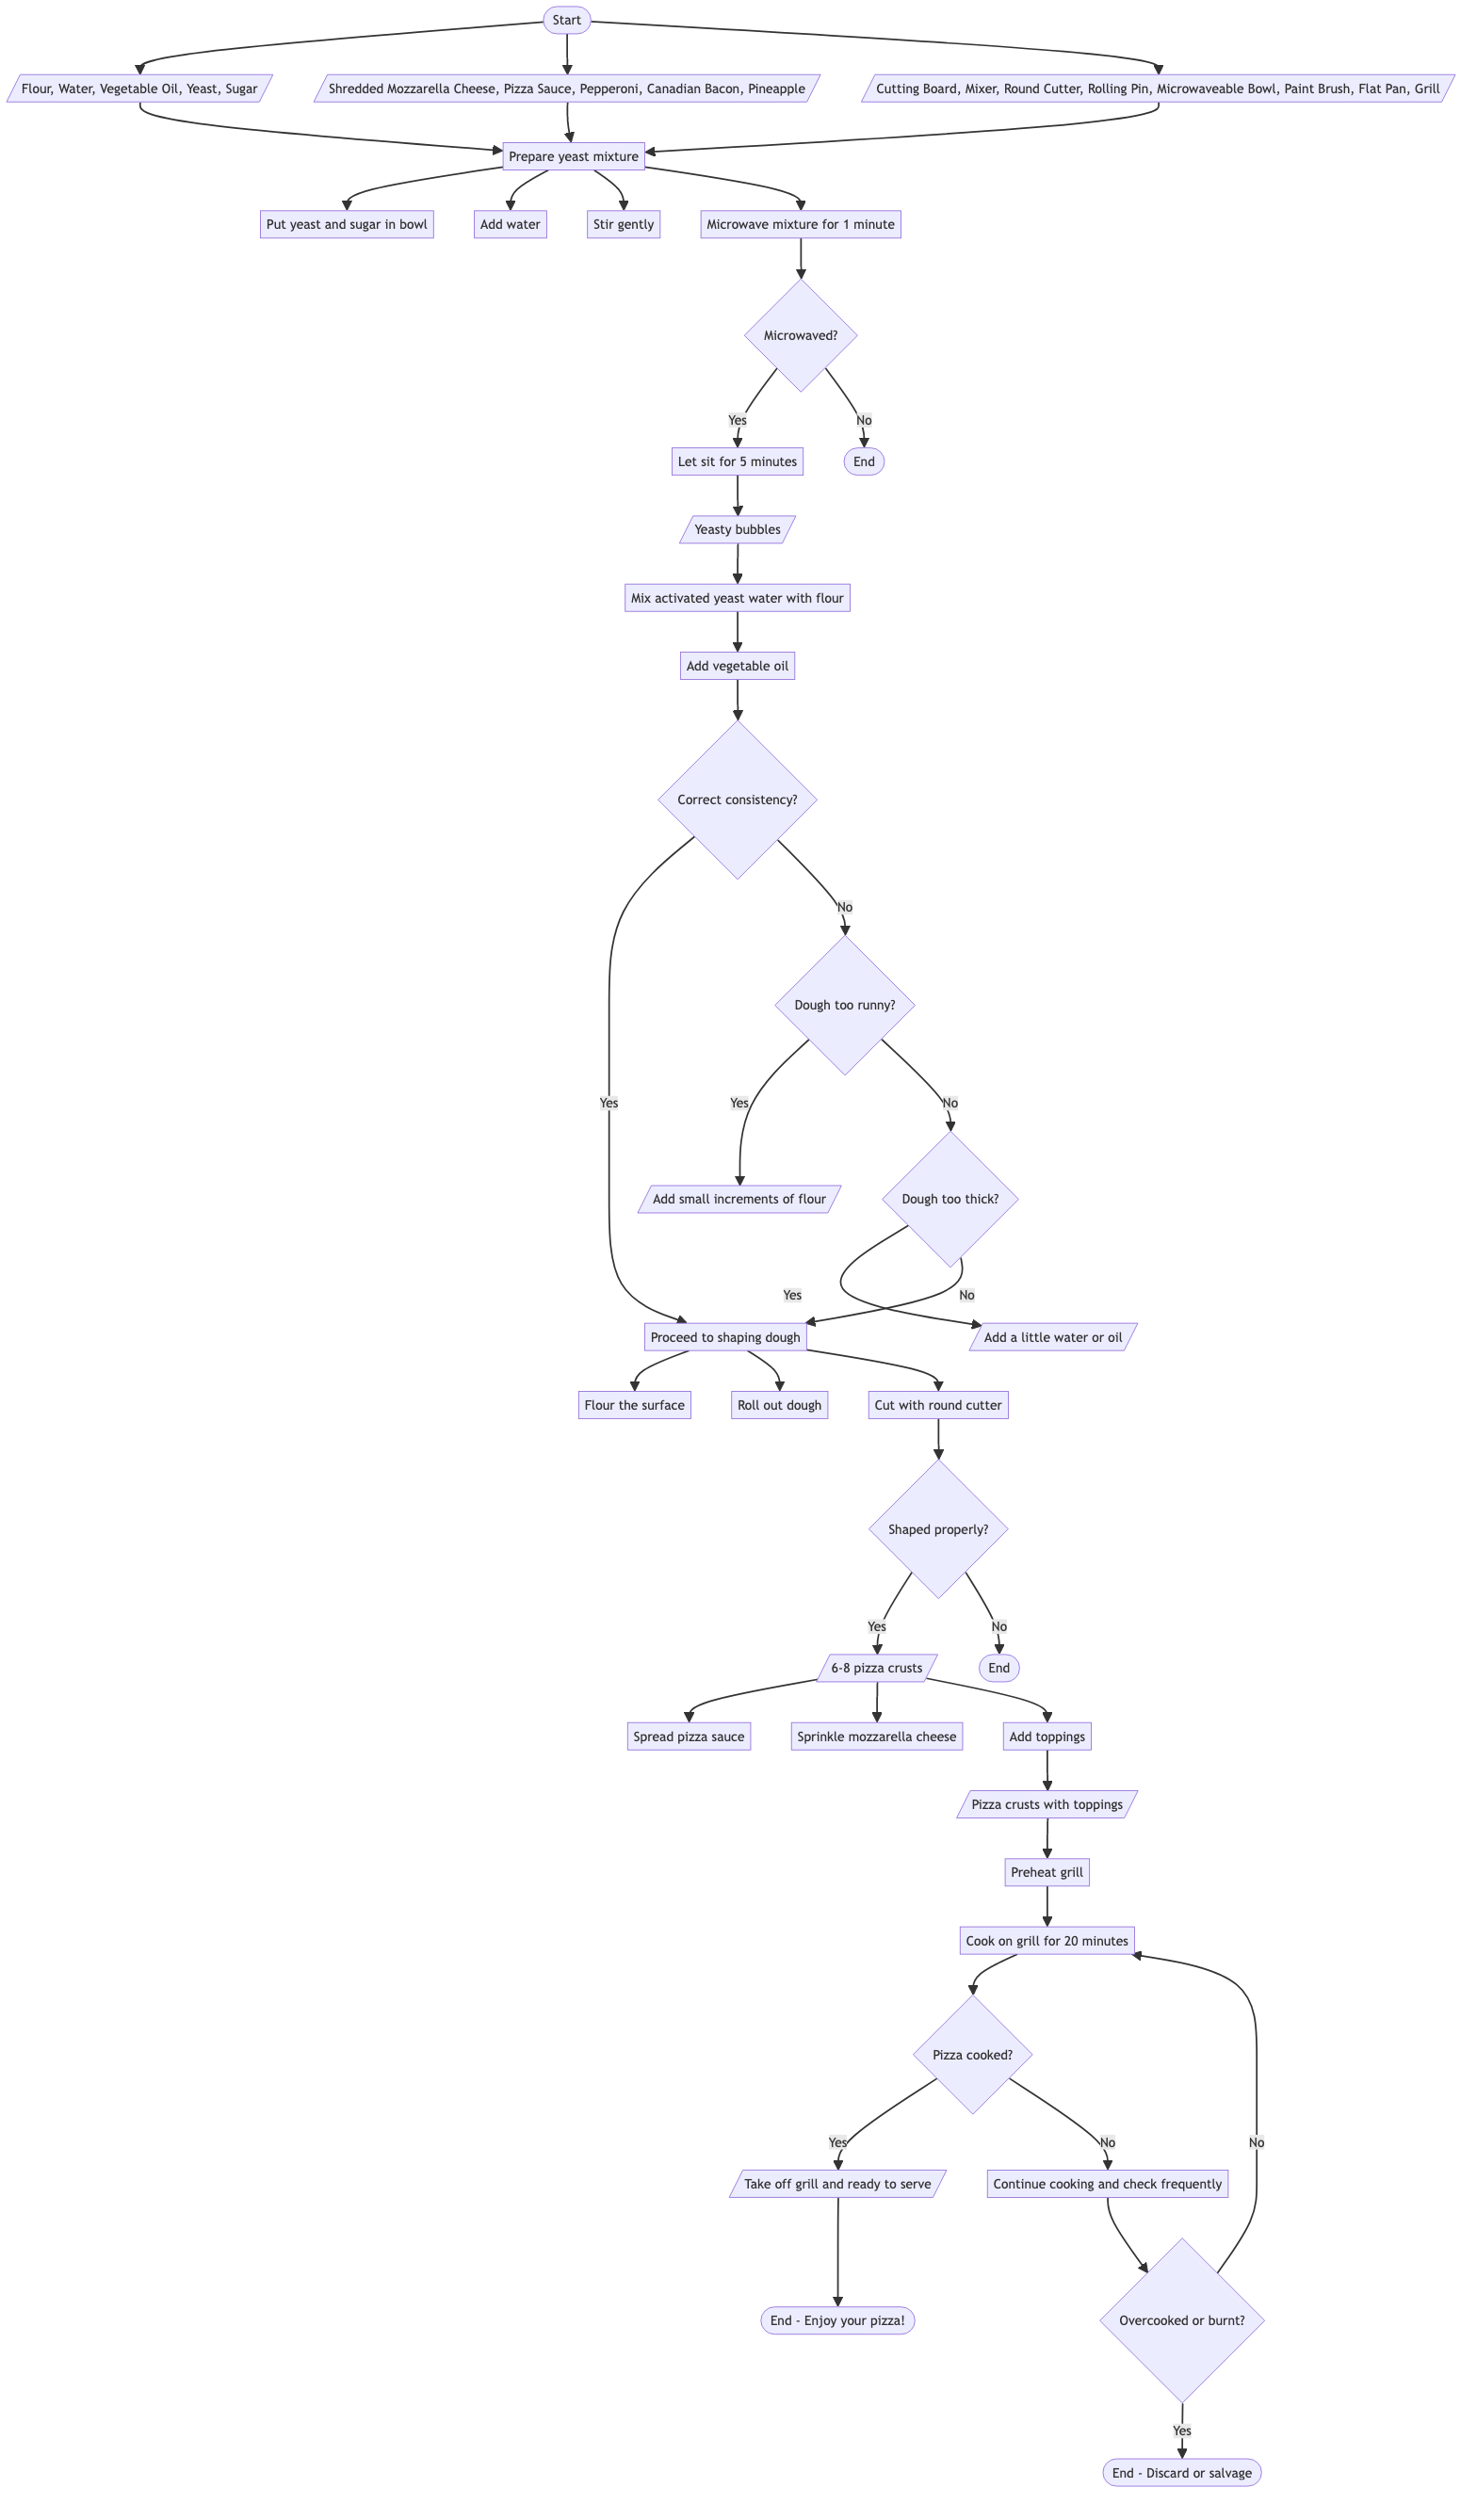 Start
Flour, Water, Vegetable Oil, Yeast, Sugar
Shredded Mozzarella Cheese, Pizza Sauce, Pepperoni, Canadian Bacon, Pineapple
Cutting Board, Mixer, Round Cutter, Rolling Pin, Microwaveable Bowl, Paint Brush, Flat Pan, Grill
Prepare yeast mixture
Put yeast and sugar in bowl
Add water
Stir gently
Microwave mixture for 1 minute
Microwaved?
Yes
No
Let sit for 5 minutes
End
Yeasty bubbles
Mix activated yeast water with flour
Add vegetable oil
Correct consistency?
No
Dough too runny?
Yes
Yes
No
Add small increments of flour
Dough too thick?
Yes
No
Proceed to shaping dough
Add a little water or oil
Flour the surface
Roll out dough
Cut with round cutter
Shaped properly?
Yes
No
6-8 pizza crusts
End
Spread pizza sauce
Sprinkle mozzarella cheese
Add toppings
Pizza crusts with toppings
Preheat grill
Cook on grill for 20 minutes
Pizza cooked?
Yes
No
No
Take off grill and ready to serve
Continue cooking and check frequently
End - Enjoy your pizza!
Overcooked or burnt?
Yes
End - Discard or salvage